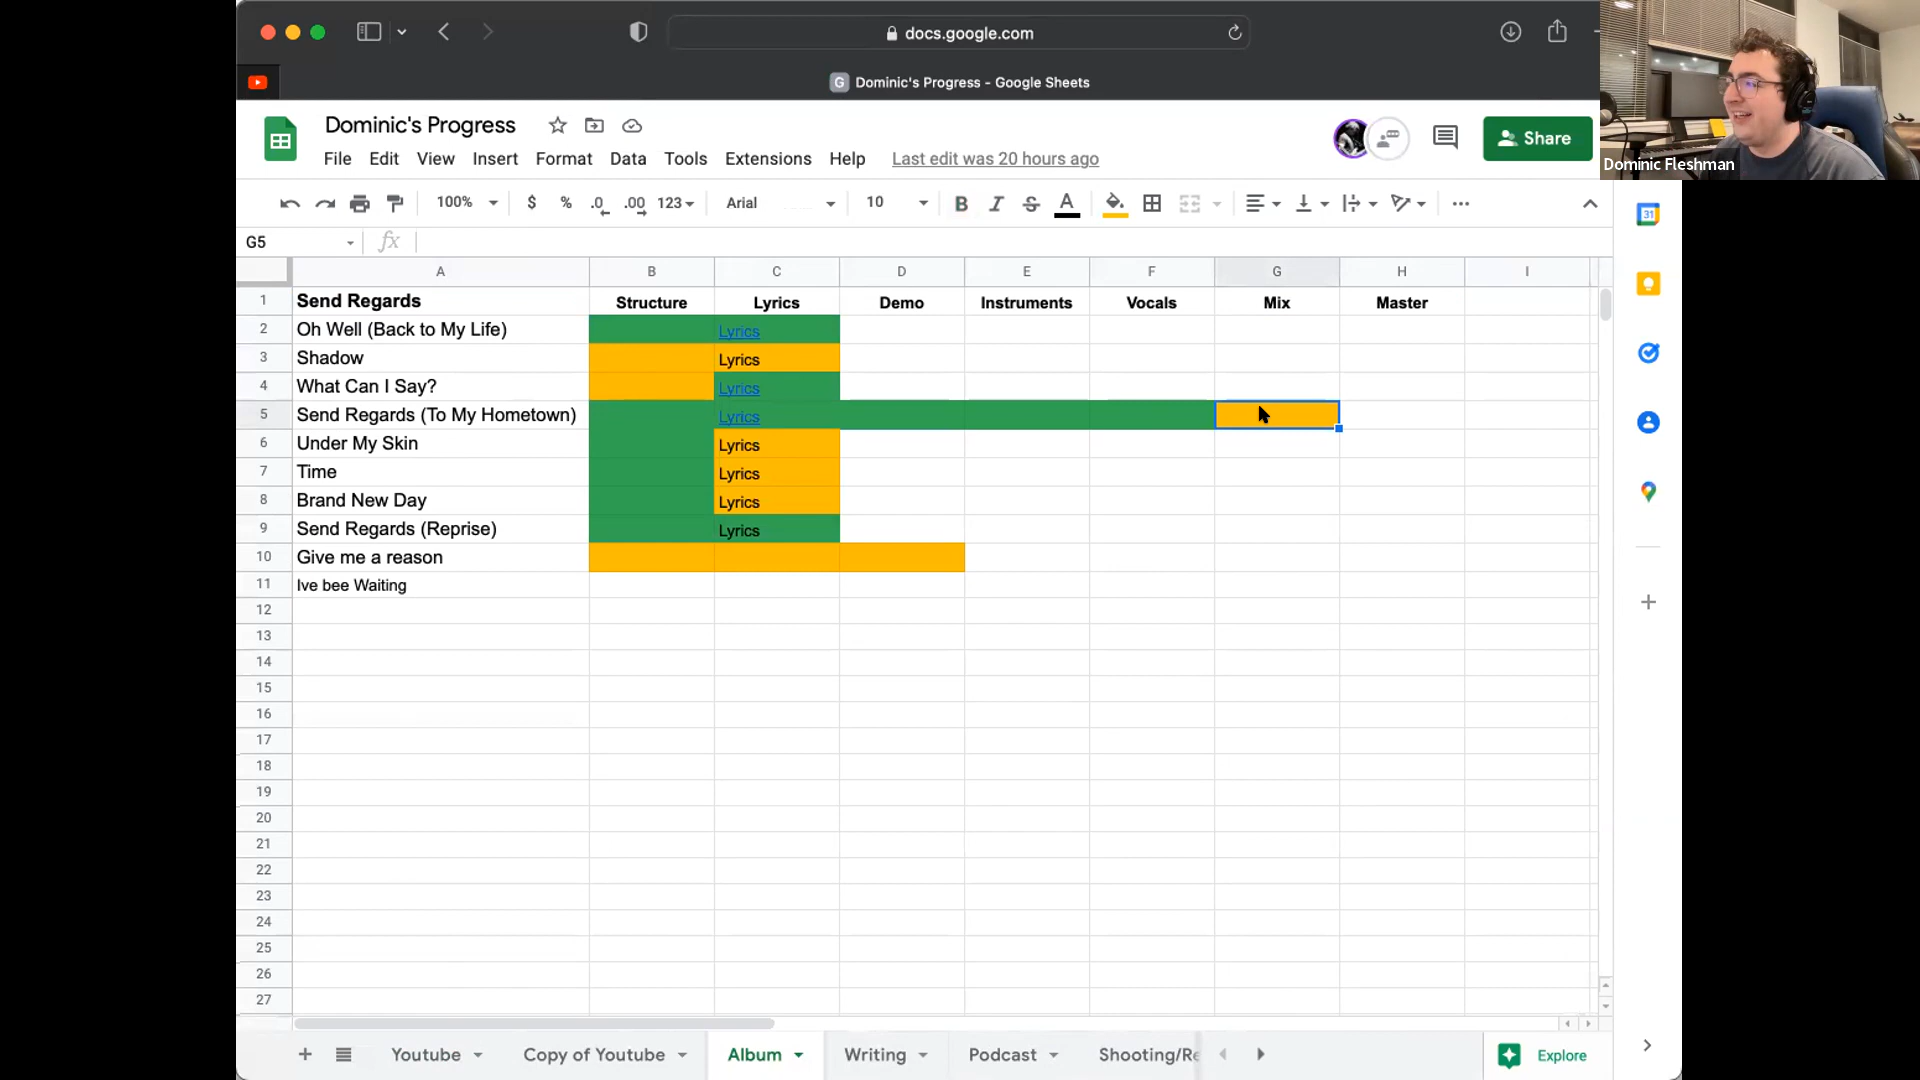 docs.google.com
G Dominic's Progress - Google Sheets
Dominic's Progress
File Edit View Insert Format Data Tools Extensions Help Last edit was 20 hours ago
Share
Dominic Fleshman
100% $ % .0 .00 123 Arial 10 B I S A
31
G5 fx
A B C D E F G H I
1 Send Regards Structure Lyrics Demo Instruments Vocals Mix Master
2 Oh Well (Back to My Life) Lyrics
3 Shadow Lyrics
4 What Can I Say? Lyrics
5 Send Regards (To My Hometown) Lyrics
6 Under My Skin Lyrics
7 Time Lyrics
8 Brand New Day Lyrics
9 Send Regards (Reprise) Lyrics
10 Give me a reason
11 Ive bee Waiting
12
13
14
15
16
17
18
19
20
21
22
23
24
25
26
27
Youtube Copy of Youtube Album Writing Podcast Shooting/Re Explore